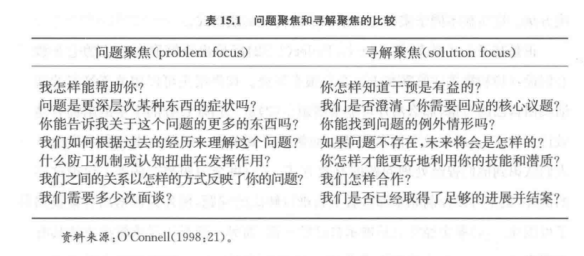 表 15.1 问题聚焦和寻解聚焦的比较
问题聚焦(problem focus) 寻解聚焦(solution focus)
我怎样能帮助你? 你怎样知道干预是有益的?
问题是更深层次某种东西的症状吗? 我们是否澄清了你需要回应的核心议题?
你能告诉我关于这个问题的更多的东西吗? 你能找到问题的例外情形吗?
我们如何根据过去的经历来理解这个问题? 如果问题不存在,未来将会是怎样的?
什么防卫机制或认知扭曲在发挥作用? 你怎样才能更好地利用你的技能和潜质?
我们之间的关系以怎样的方式反映了你的问题? 我们怎样合作?
我们需要多少次面谈? 我们是否已经取得了足够的进展并结案?
资料来源:O'Connell(1998:21)。